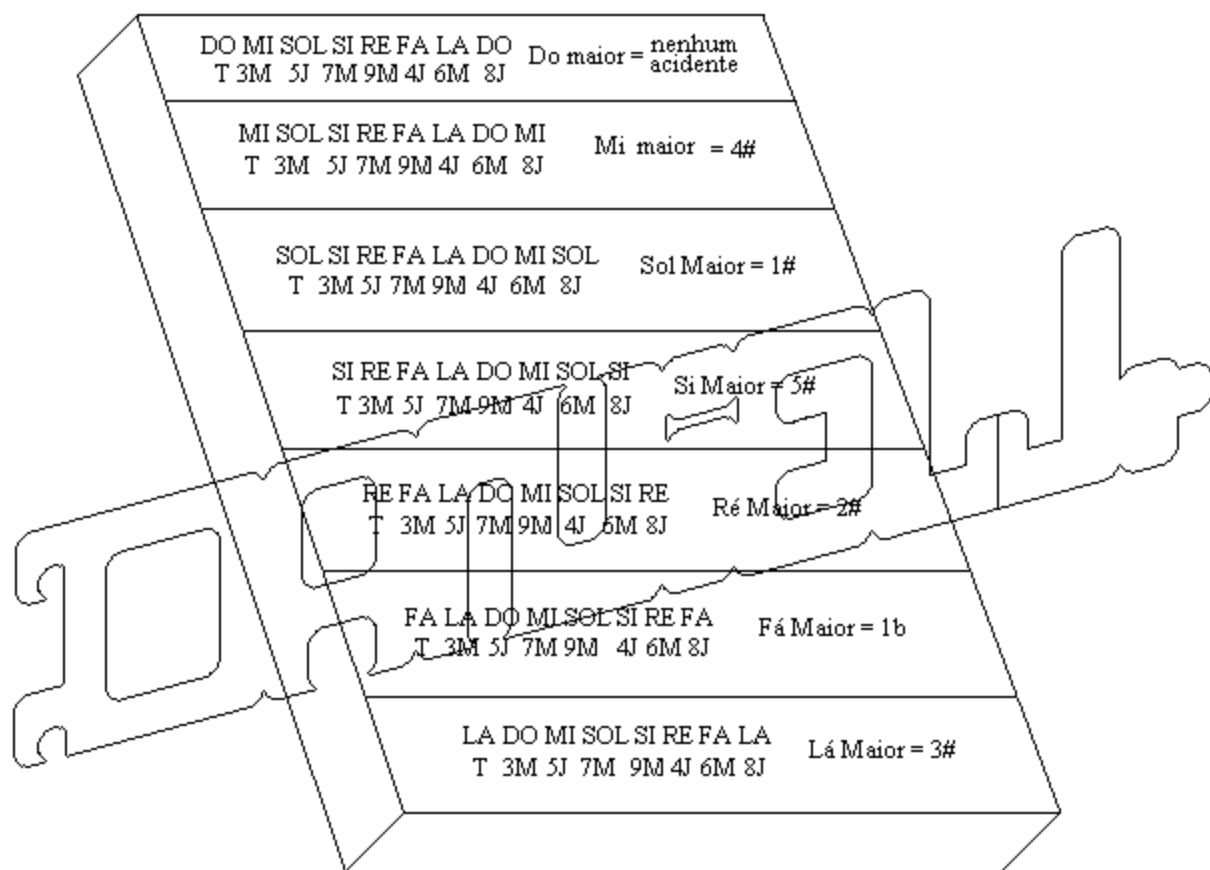 DO MI SOL SI RE FA LA DO Do maior = nenhum acidente
T 3M 5J 7M 9M 4J 6M 8J
MI SOL SI RE FA LA DO MI Mi maior = 4#
T 3M 5J 7M 9M 4J 6M 8J
SOL SI RE FA LA DO MI SOL Sol Maior = 1#
T 3M 5J 7M 9M 4J 6M 8J
SI RE FA LA DO MI SOL SI Si Maior = 5#
T 3M 5J 7M 9M 4J 6M 8J
RE FA LA DO MI SOL SI RE Ré Maior = 2#
T 3M 5J 7M 9M 4J 6M 8J
FA LA DO MI SOL SI RE FA Fá Maior = 1b
T 3M 5J 7M 9M 4J 6M 8J
LA DO MI SOL SI RE FA LA Lá Maior = 3#
T 3M 5J 7M 9M 4J 6M 8J